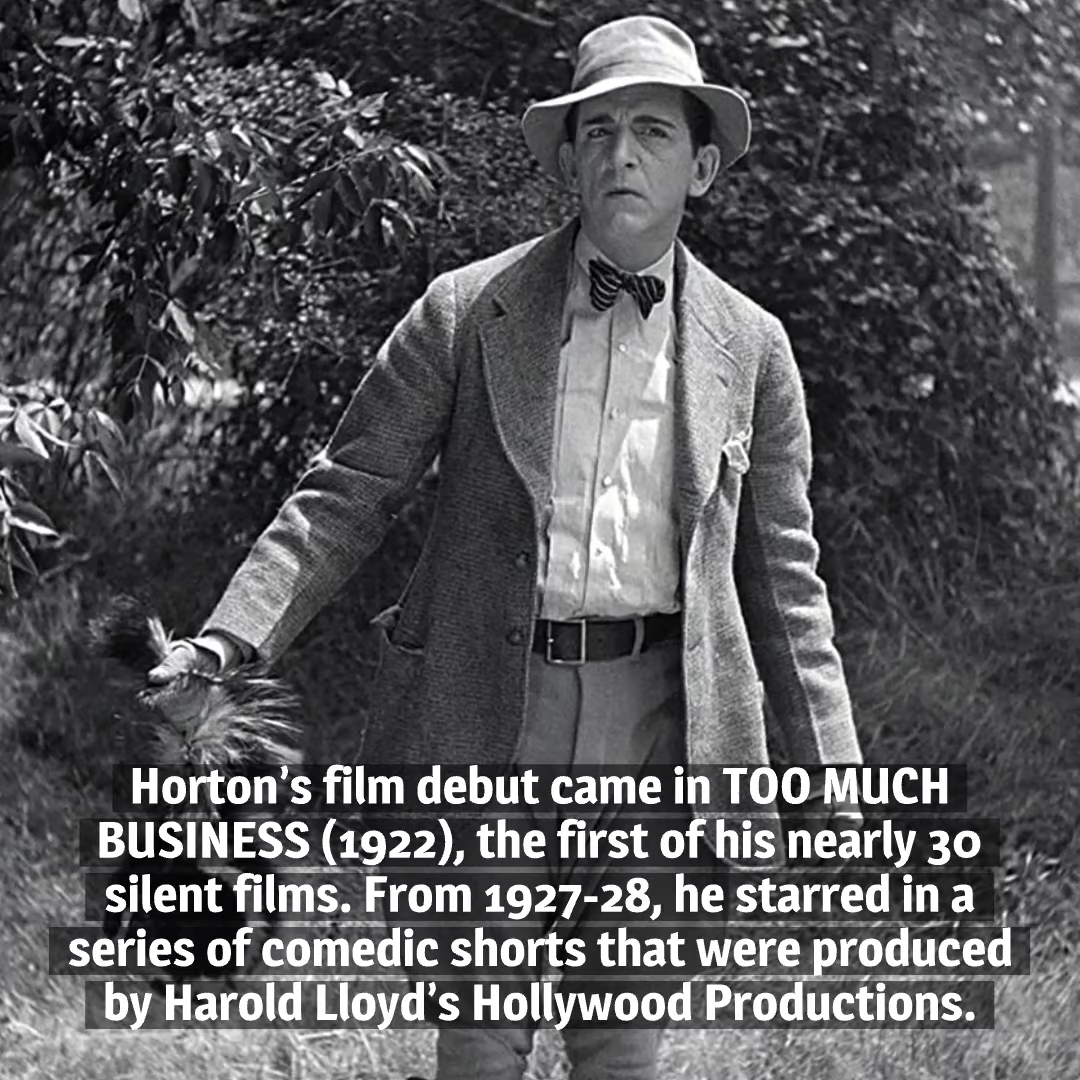 Horton’s film debut came in TOO MUCH
BUSINESS (1922), the first of his nearly 30
silent films. From 1927-28, he starred in a
series of comedic shorts that were produced
by Harold Lloyd’s Hollywood Productions.